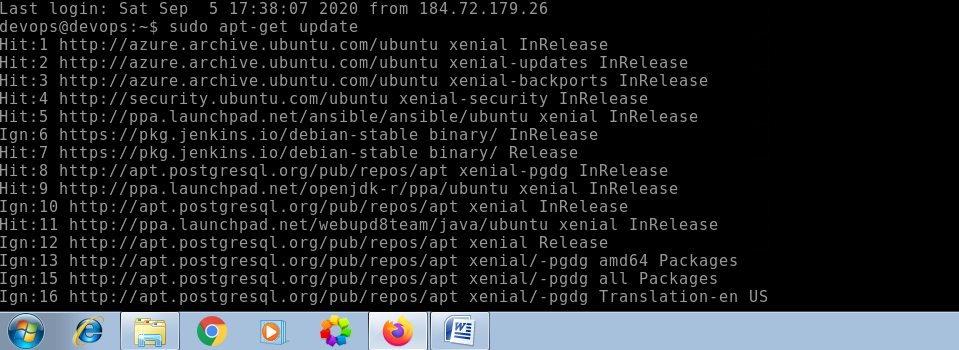 Last login: Sat Sep  5 17:38:07 2020 from 184.72.179.26
devops@devops:~$ sudo apt-get update
Hit:1 http://azure.archive.ubuntu.com/ubuntu xenial InRelease
Hit:2 http://azure.archive.ubuntu.com/ubuntu xenial-updates InRelease
Hit:3 http://azure.archive.ubuntu.com/ubuntu xenial-backports InRelease
Hit:4 http://security.ubuntu.com/ubuntu xenial-security InRelease
Hit:5 http://ppa.launchpad.net/ansible/ansible/ubuntu xenial InRelease
Ign:6 https://pkg.jenkins.io/debian-stable binary/ InRelease
Hit:7 https://pkg.jenkins.io/debian-stable binary/ Release
Hit:8 http://apt.postgresql.org/pub/repos/apt xenial-pgdg InRelease
Hit:9 http://ppa.launchpad.net/openjdk-r/ppa/ubuntu xenial InRelease
Ign:10 http://apt.postgresql.org/pub/repos/apt xenial InRelease
Hit:11 http://ppa.launchpad.net/webupd8team/java/ubuntu xenial InRelease
Ign:12 http://apt.postgresql.org/pub/repos/apt xenial Release
Ign:13 http://apt.postgresql.org/pub/repos/apt xenial/-pgdg amd64 Packages
Ign:15 http://apt.postgresql.org/pub/repos/apt xenial/-pgdg all Packages
Ign:16 http://apt.postgresql.org/pub/repos/apt xenial/-pgdg Translation-en US